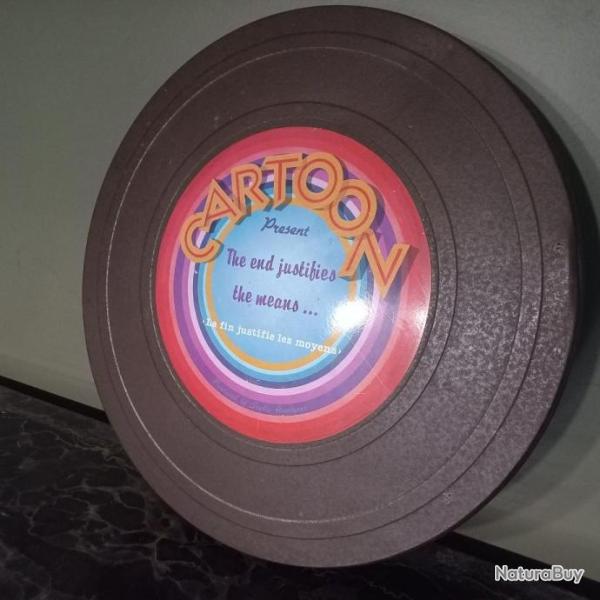 CARTOON
Present
The end justifies
the means ...
‹La fin justifie les moyens›
NaturaBuy